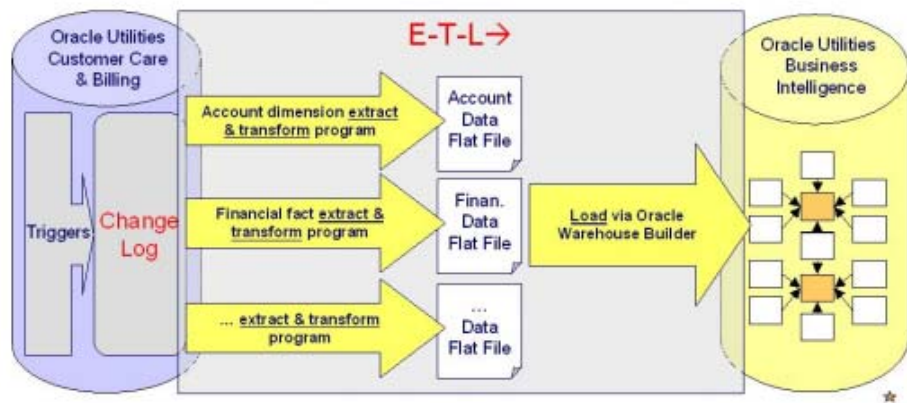 E-T-L→
Oracle Utilities
Customer Care
& Billing
Triggers
Change
Log
Account dimension extract
& transform program
Account
Data
Flat File
Financial fact extract &
transform program
Finan.
Data
Flat File
... extract & transform
program
...
Data
Flat File
Load via Oracle
Warehouse Builder
Oracle Utilities
Business
Intelligence